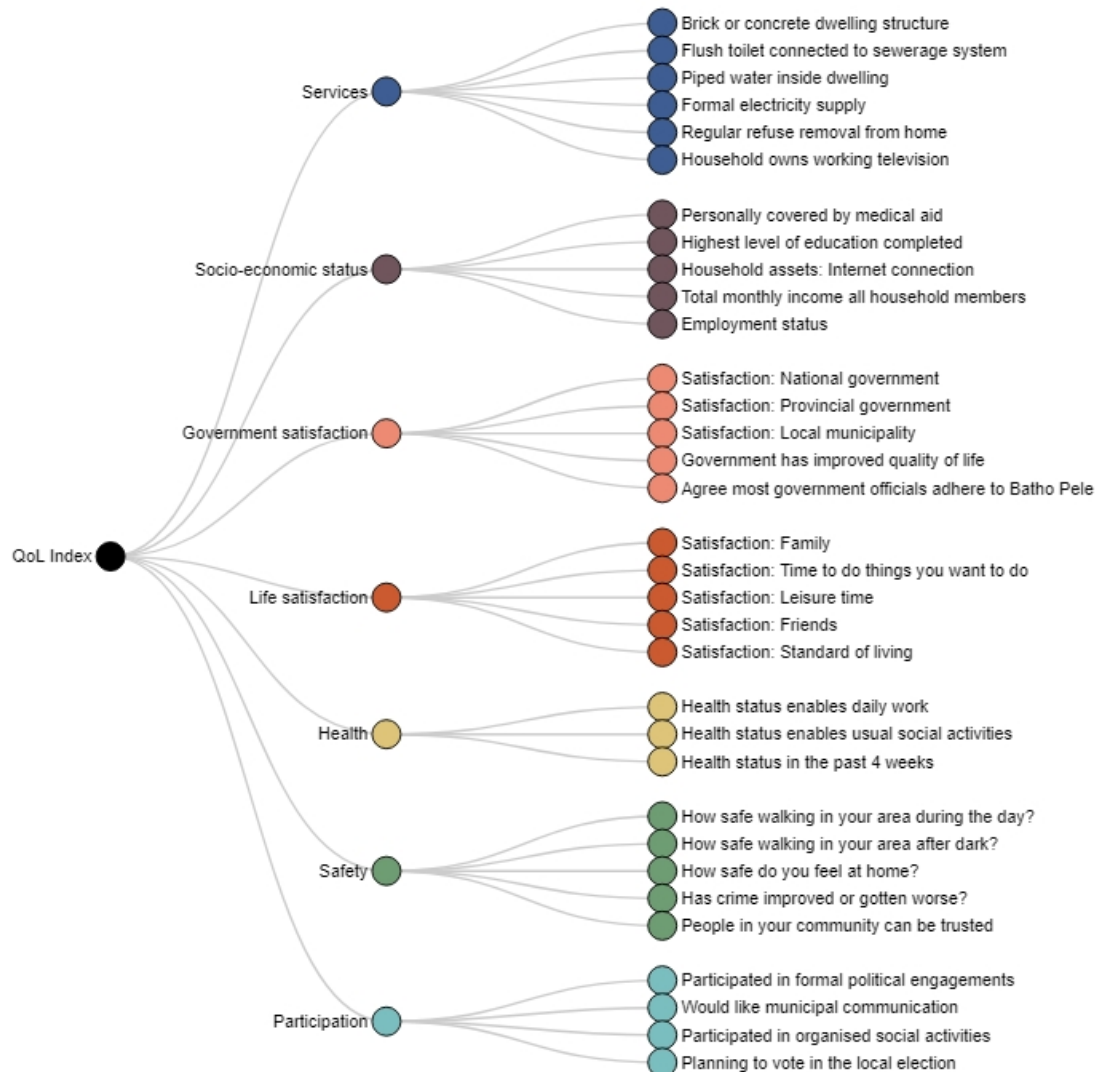 QoL Index
Services
Brick or concrete dwelling structure
Flush toilet connected to sewerage system
Piped water inside dwelling
Formal electricity supply
Regular refuse removal from home
Household owns working television
Socio-economic status
Personally covered by medical aid
Highest level of education completed
Household assets: Internet connection
Total monthly income all household members
Employment status
Government satisfaction
Satisfaction: National government
Satisfaction: Provincial government
Satisfaction: Local municipality
Government has improved quality of life
Agree most government officials adhere to Batho Pele
Life satisfaction
Satisfaction: Family
Satisfaction: Time to do things you want to do
Satisfaction: Leisure time
Satisfaction: Friends
Satisfaction: Standard of living
Health
Health status enables daily work
Health status enables usual social activities
Health status in the past 4 weeks
Safety
How safe walking in your area during the day?
How safe walking in your area after dark?
How safe do you feel at home?
Has crime improved or gotten worse?
People in your community can be trusted
Participation
Participated in formal political engagements
Would like municipal communication
Participated in organised social activities
Planning to vote in the local election